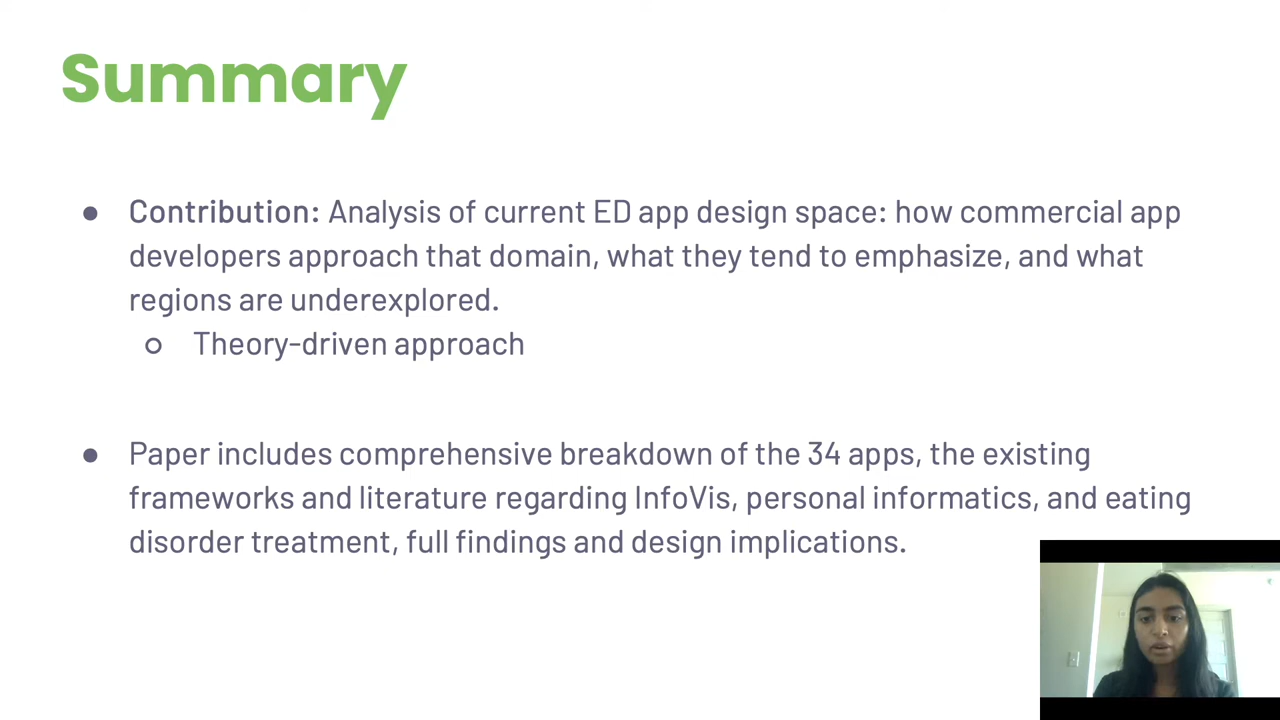 Summary
● Contribution: Analysis of current ED app design space: how commercial app
developers approach that domain, what they tend to emphasize, and what
regions are underexplored.
○ Theory-driven approach
● Paper includes comprehensive breakdown of the 34 apps, the existing
frameworks and literature regarding InfoVis, personal informatics, and eating
disorder treatment, full findings and design implications.